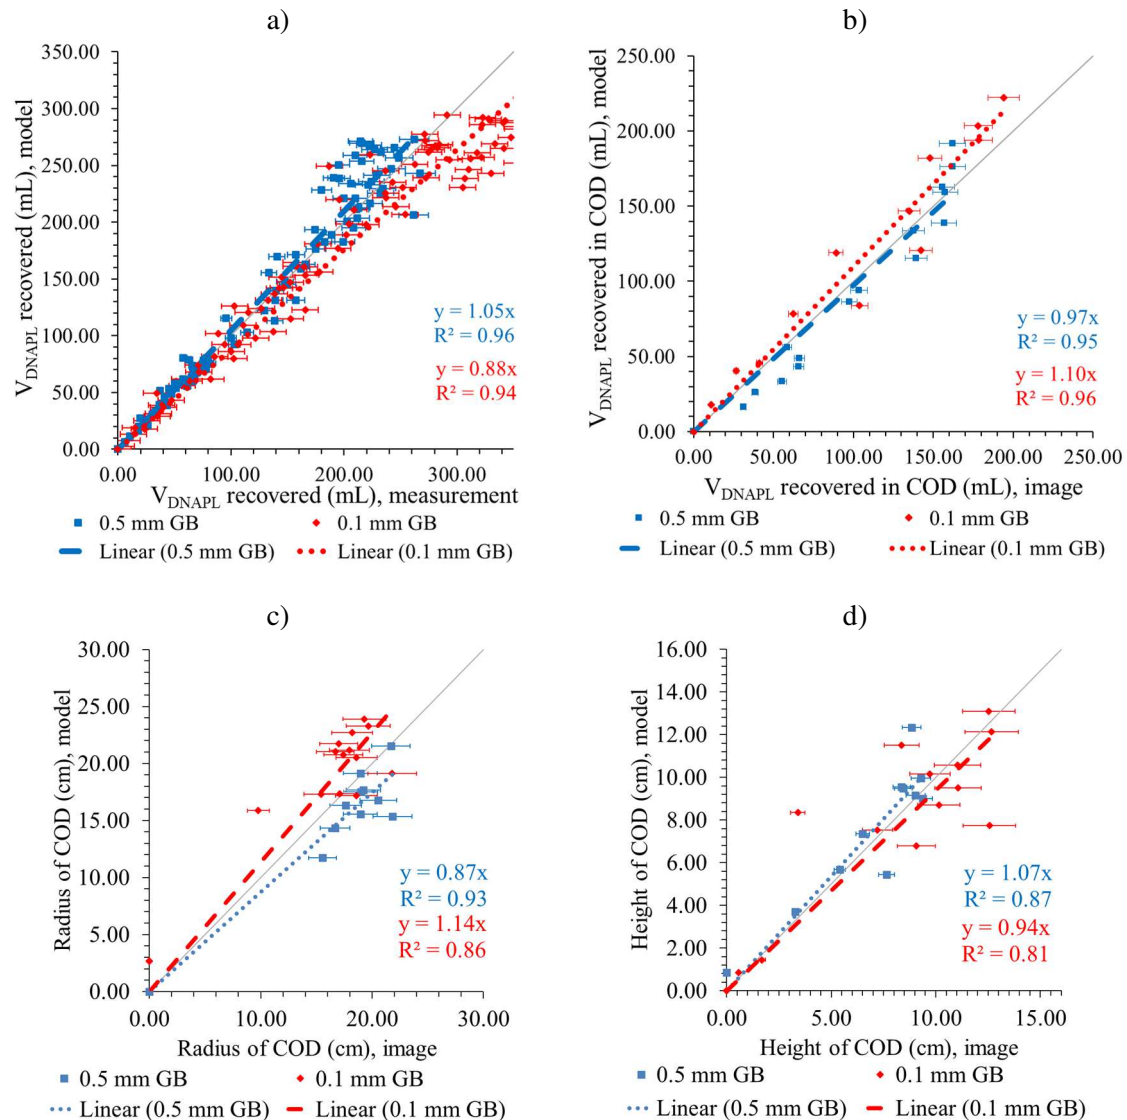 a)
350.00
300.00
250.00
200.00
150.00
100.00
50.00
0.00
V_DNAPL recovered (mL), model
y = 1.05x
R² = 0.96
y = 0.88x
R² = 0.94
0.00 100.00 200.00 300.00
V_DNAPL recovered (mL), measurement
0.5 mm GB 0.1 mm GB
Linear (0.5 mm GB) Linear (0.1 mm GB)
b)
250.00
200.00
150.00
100.00
50.00
0.00
V_DNAPL recovered in COD (mL), model
y = 0.97x
R² = 0.95
y = 1.10x
R² = 0.96
0.00 50.00 100.00 150.00 200.00 250.00
V_DNAPL recovered in COD (mL), image
0.5 mm GB 0.1 mm GB
Linear (0.5 mm GB) Linear (0.1 mm GB)
c)
30.00
25.00
20.00
15.00
10.00
5.00
0.00
Radius of COD (cm), model
y = 0.87x
R² = 0.93
y = 1.14x
R² = 0.86
0.00 10.00 20.00 30.00
Radius of COD (cm), image
0.5 mm GB 0.1 mm GB
Linear (0.5 mm GB) Linear (0.1 mm GB)
d)
16.00
14.00
12.00
10.00
8.00
6.00
4.00
2.00
0.00
Height of COD (cm), model
y = 1.07x
R² = 0.87
y = 0.94x
R² = 0.81
0.00 5.00 10.00 15.00
Height of COD (cm), image
0.5 mm GB 0.1 mm GB
Linear (0.5 mm GB) Linear (0.1 mm GB)